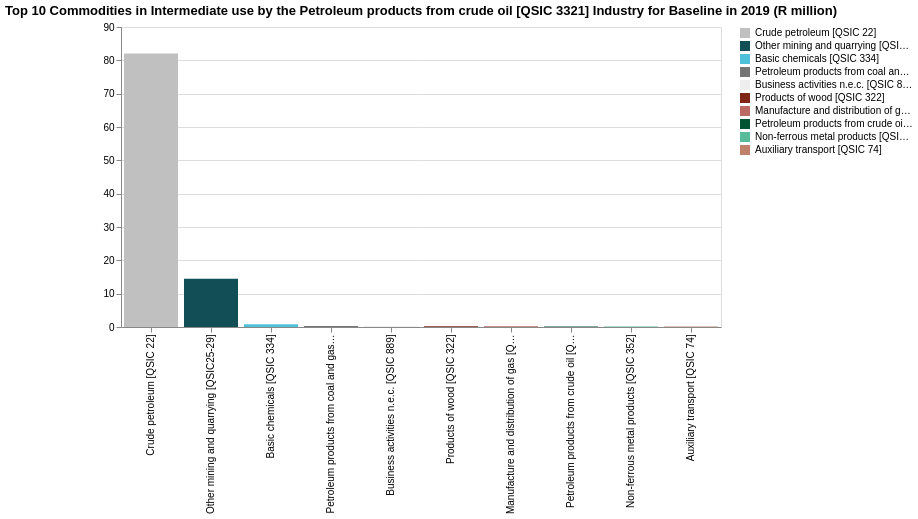 Top 10 Commodities in Intermediate use by the Petroleum products from crude oil [QSIC 3321] Industry for Baseline in 2019 (R million)
90
80
70
60
50
40
30
20
10
0
Crude petroleum [QSIC 22]
Other mining and quarrying [QSIC25-29]
Basic chemicals [QSIC 334]
Petroleum products from coal and gas…
Business activities n.e.c. [QSIC 889]
Products of wood [QSIC 322]
Manufacture and distribution of gas [Q…
Petroleum products from crude oil [Q…
Non-ferrous metal products [QSIC 352]
Auxiliary transport [QSIC 74]
Crude petroleum [QSIC 22]
Other mining and quarrying [QSI…
Basic chemicals [QSIC 334]
Petroleum products from coal an…
Business activities n.e.c. [QSIC 8…
Products of wood [QSIC 322]
Manufacture and distribution of g…
Petroleum products from crude oi…
Non-ferrous metal products [QSI…
Auxiliary transport [QSIC 74]